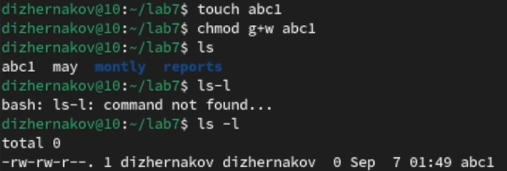 dizhernakov@10:~/lab7$ touch abc1
dizhernakov@10:~/lab7$ chmod g+w abc1
dizhernakov@10:~/lab7$ ls
abc1  may  montly  reports
dizhernakov@10:~/lab7$ ls-l
bash: ls-l: command not found...
dizhernakov@10:~/lab7$ ls -l
total 0
-rw-rw-r--. 1 dizhernakov dizhernakov  0 Sep  7 01:49 abc1